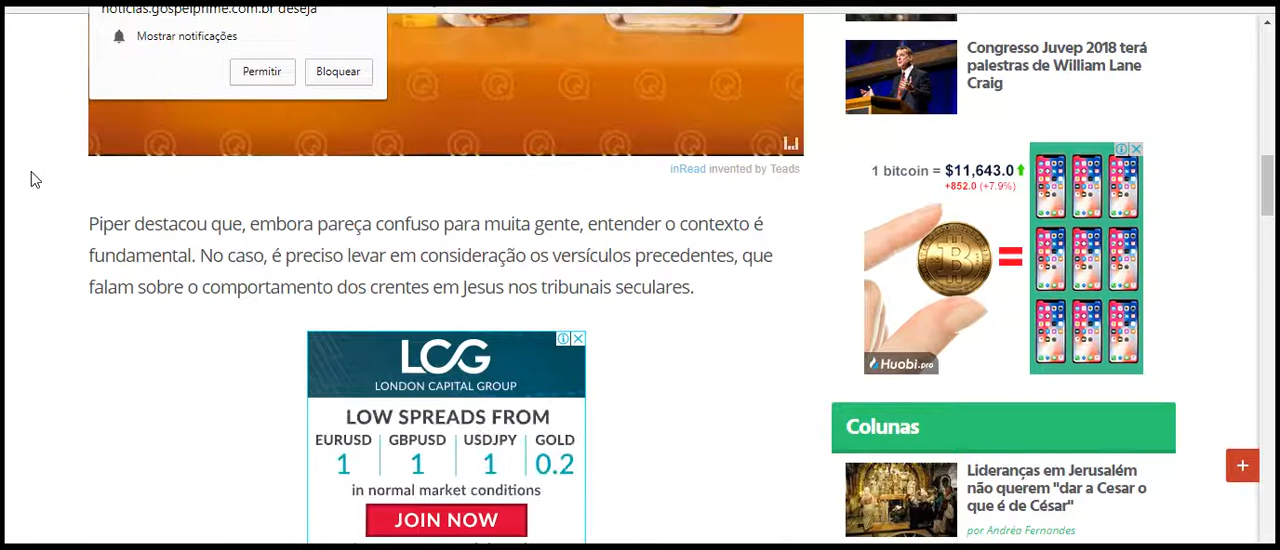 noticias.gospelprime.com.br deseja
Mostrar notificações
Permitir
Bloquear
inRead invented by Teads
Piper destacou que, embora pareça confuso para muita gente, entender o contexto é
fundamental. No caso, é preciso levar em consideração os versículos precedentes, que
falam sobre o comportamento dos crentes em Jesus nos tribunais seculares.
LCG
LONDON CAPITAL GROUP
LOW SPREADS FROM
EURUSD GBPUSD USDJPY GOLD
1 1 1 0.2
in normal market conditions
JOIN NOW
Congresso Juvep 2018 terá
palestras de William Lane
Craig
1 bitcoin = $11,643.0
+852.0 (+7.9%)
=
Huobi.pro
Colunas
Lideranças em Jerusalém
não querem "dar a Cesar o
que é de César"
por Andréa Fernandes
+